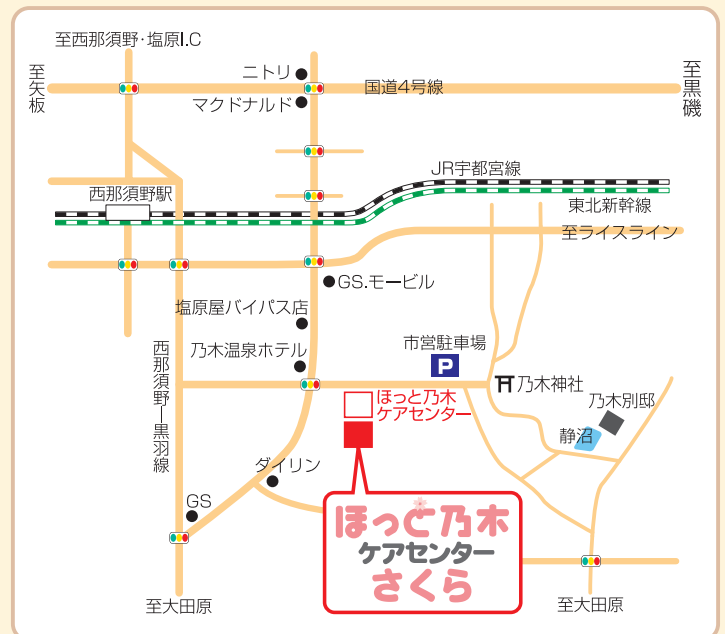 至西那須野・塩原I.C
至矢板
ニトリ
マクドナルド
国道4号線
至黒磯
JR宇都宮線
西那須野駅
東北新幹線
至ライスライン
GS.モービル
塩原屋バイパス店
乃木温泉ホテル
市営駐車場
P
西那須野―黒羽線
ほっと乃木
ケアセンター
乃木神社
乃木別邸
静沼
ダイリン
GS
ほっと乃木
ケアセンター
さくら
至大田原
至大田原